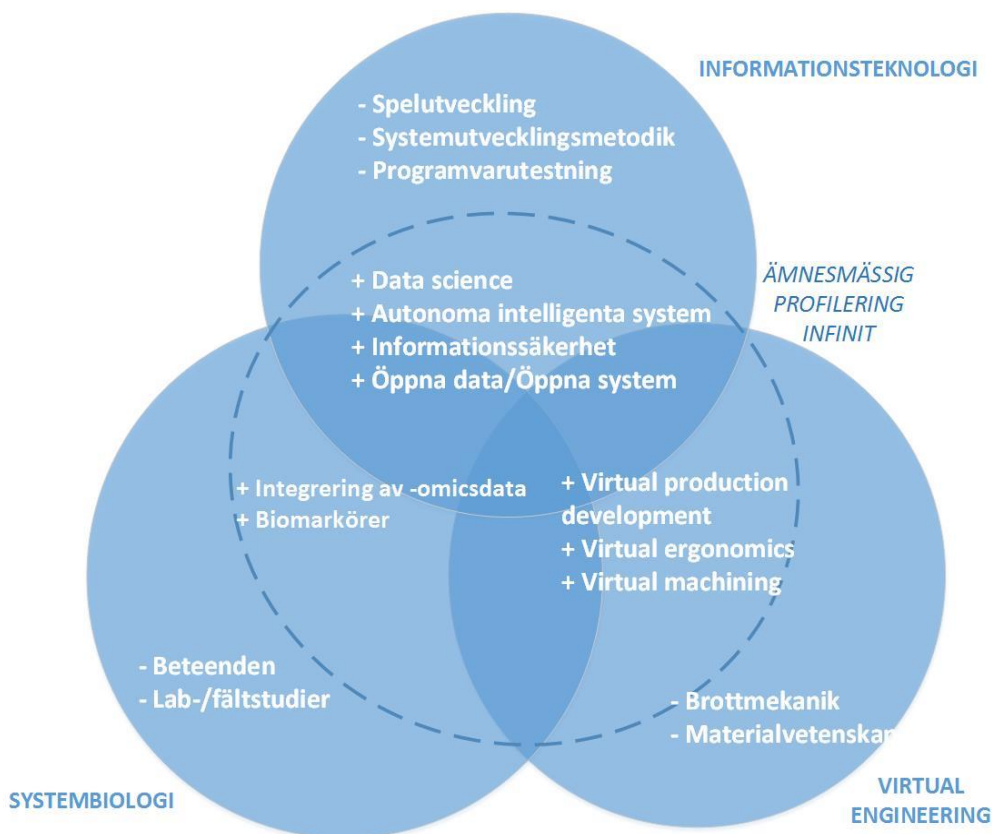 INFORMATIONSTEKNOLOGI
- Spelutveckling
- Systemutvecklingsmetodik
- Programvarutestning
ÄMNESMÄSSIG
PROFILERING
INFINIT
+ Data science
+ Autonoma intelligenta system
+ Informationssäkerhet
+ Öppna data/Öppna system
+ Integrering av -omicsdata
+ Biomarkörer
+ Virtual production
development
+ Virtual ergonomics
+ Virtual machining
- Beteenden
- Lab-/fältstudier
- Brottmekanik
- Materialvetenskap
SYSTEMBIOLOGI
VIRTUAL
ENGINEERING